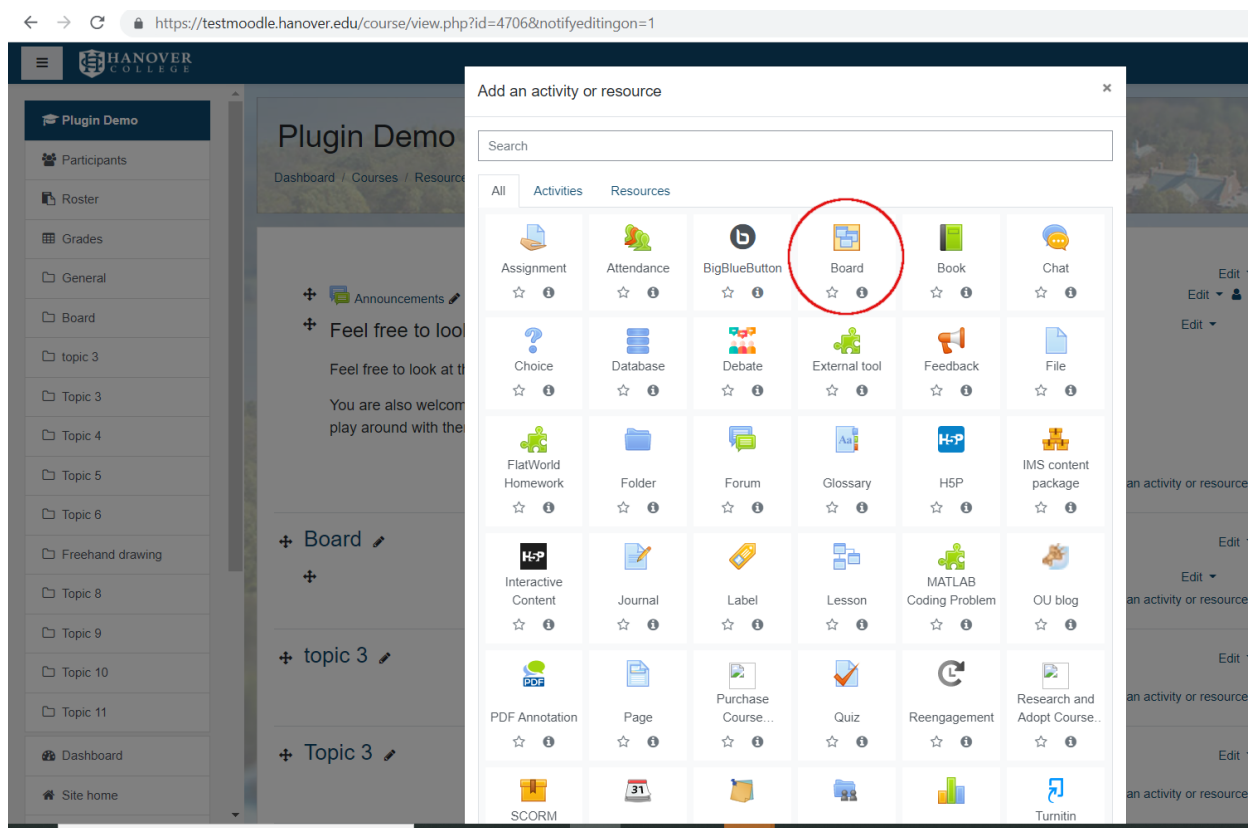 https://testmoodle.hanover.edu/course/view.php?id=4706&notifyeditingon=1
HANOVER
COLLEGE
Plugin Demo
Participants
Roster
Grades
General
Board
topic 3
Topic 3
Topic 4
Topic 5
Topic 6
Freehand drawing
Topic 8
Topic 9
Topic 10
Topic 11
Dashboard
Site home
Plugin Demo
Dashboard / Courses / Resource
Announcements
Feel free to look
Feel free to look at th
You are also welcom
play around with ther
Board
topic 3
Topic 3
Add an activity or resource
×
Search
All Activities Resources
Assignment Attendance BigBlueButton Board Book Chat
Choice Database Debate External tool Feedback File
FlatWorld
Homework Folder Forum Glossary H5P IMS content
package
Interactive
Content Journal Label Lesson MATLAB
Coding Problem OU blog
PDF Annotation Page Purchase
Course... Quiz Reengagement Research and
Adopt Course..
SCORM Turnitin
Edit
Edit
Edit
an activity or resource
Edit
Edit
an activity or resource
Edit
an activity or resource
Edit
an activity or resource